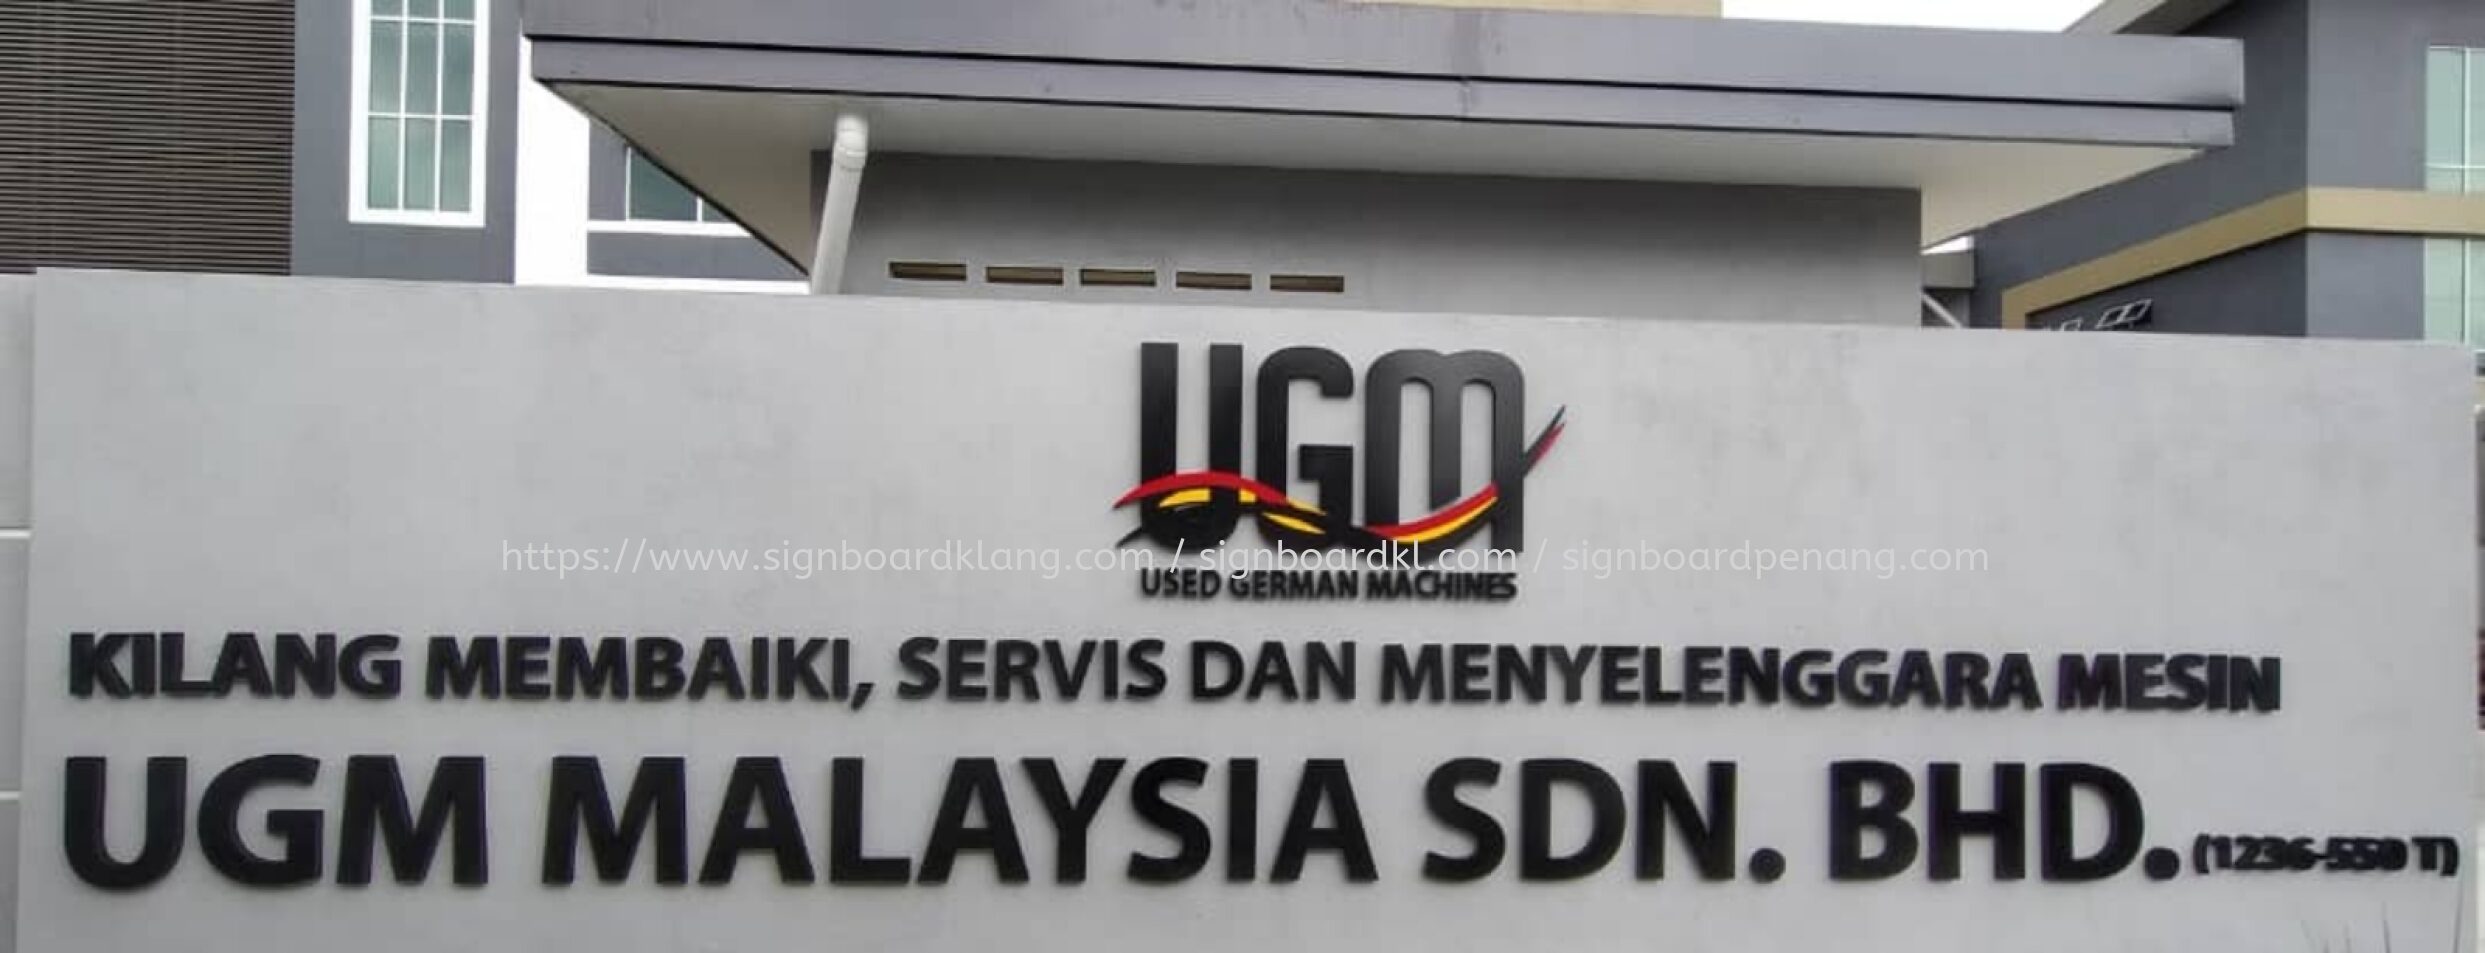 UGM
https://www.signboardklang.com / signboardkl.com / signboardpenang.com
USED GERMAN MACHINES
KILANG MEMBAIKI, SERVIS DAN MENYELENGGARA MESIN
UGM MALAYSIA SDN. BHD. (1236-550 T)